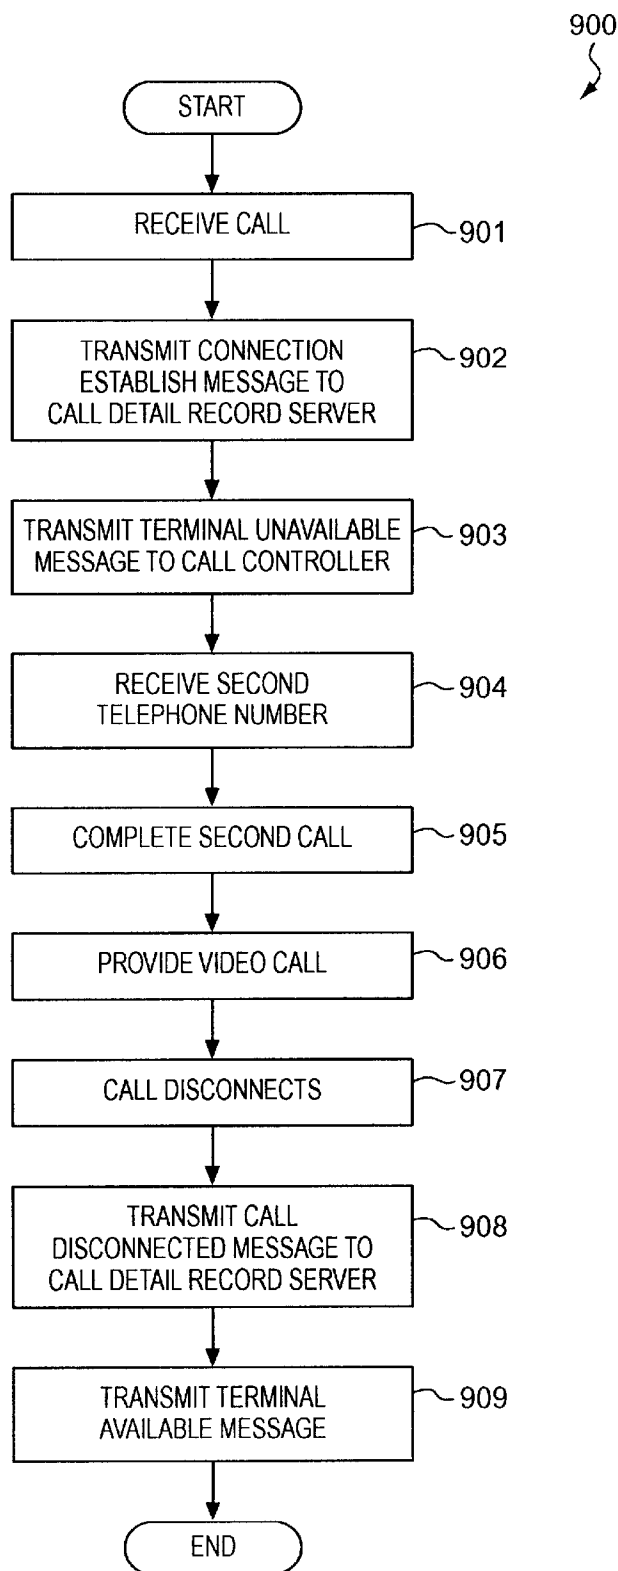 900
START
RECEIVE CALL
901
TRANSMIT CONNECTION
ESTABLISH MESSAGE TO
CALL DETAIL RECORD SERVER
902
TRANSMIT TERMINAL UNAVAILABLE
MESSAGE TO CALL CONTROLLER
903
RECEIVE SECOND
TELEPHONE NUMBER
904
COMPLETE SECOND CALL
905
PROVIDE VIDEO CALL
906
CALL DISCONNECTS
907
TRANSMIT CALL
DISCONNECTED MESSAGE TO
CALL DETAIL RECORD SERVER
908
TRANSMIT TERMINAL
AVAILABLE MESSAGE
909
END